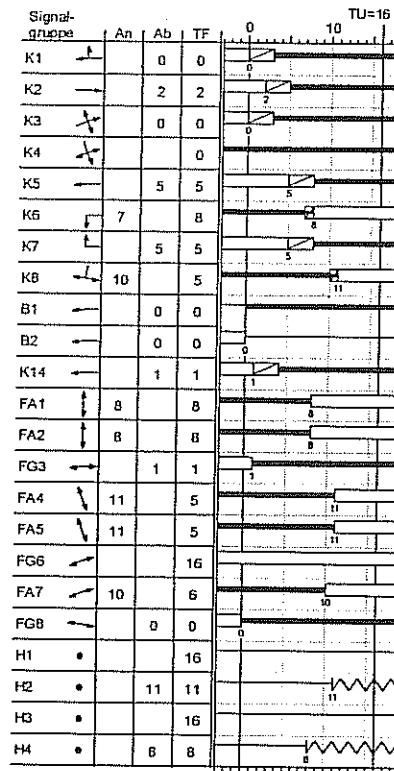 Signal-
gruppe An Ab TF 0 10 TU=16
K1 0 0 0
K2 2 2 2
K3 0 0 0
K4 0
K5 5 5 5
K6 7 8 8
K7 5 5 5
K8 10 5 11
B1 0 0
B2 0 0 0
K14 1 1 1
FA1 8 8 8
FA2 8 8 8
FG3 1 1 1
FA4 11 5 11
FA5 11 5 11
FG6 16
FA7 10 6 10
FG8 0 0 0
H1 16
H2 11 11 11
H3 16
H4 8 8 8